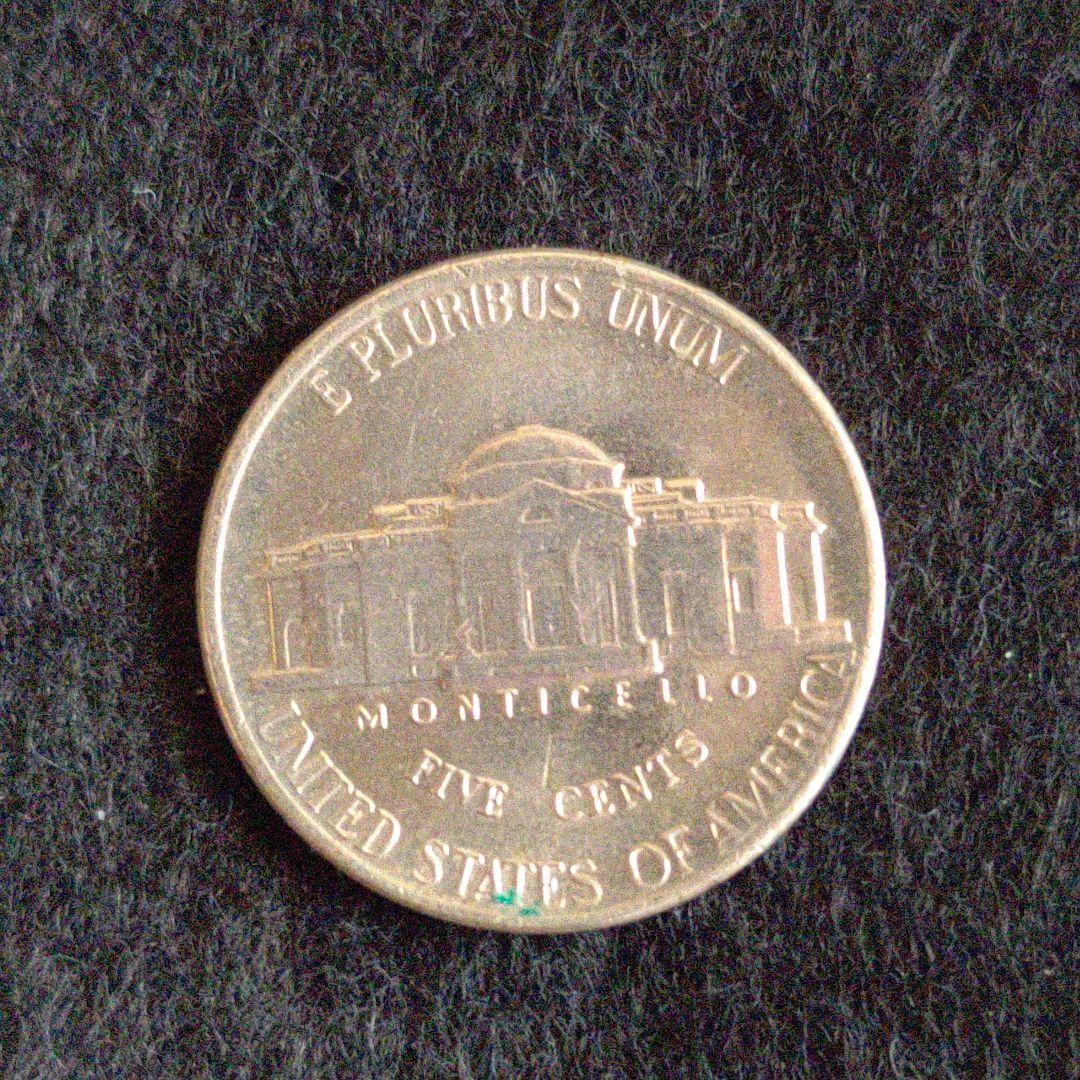 E PLURIBUS UNUM
MONTICELLO
FIVE CENTS
UNITED STATES OF AMERICA